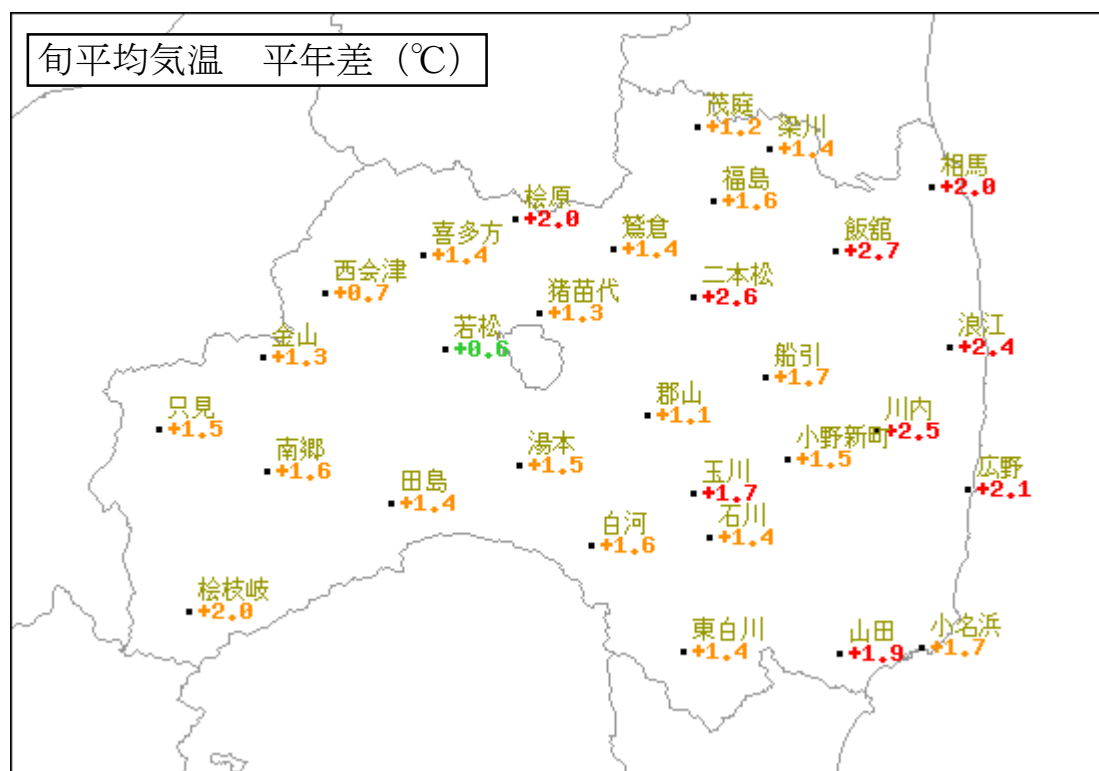 旬平均気温　平年差（℃）
茂庭
+1.2
梁川
+1.4
相馬
+2.0
福島
+1.6
桧原
+2.0
鷲倉
+1.4
飯舘
+2.7
喜多方
+1.4
西会津
+0.7
二本松
+2.6
猪苗代
+1.3
若松
+0.6
金山
+1.3
浪江
+2.4
船引
+1.7
郡山
+1.1
只見
+1.5
川内
+2.5
小野新町
+1.5
南郷
+1.6
湯本
+1.5
玉川
+1.7
広野
+2.1
田島
+1.4
石川
+1.4
白河
+1.6
桧枝岐
+2.0
東白川
+1.4
山田
+1.9
小名浜
+1.7